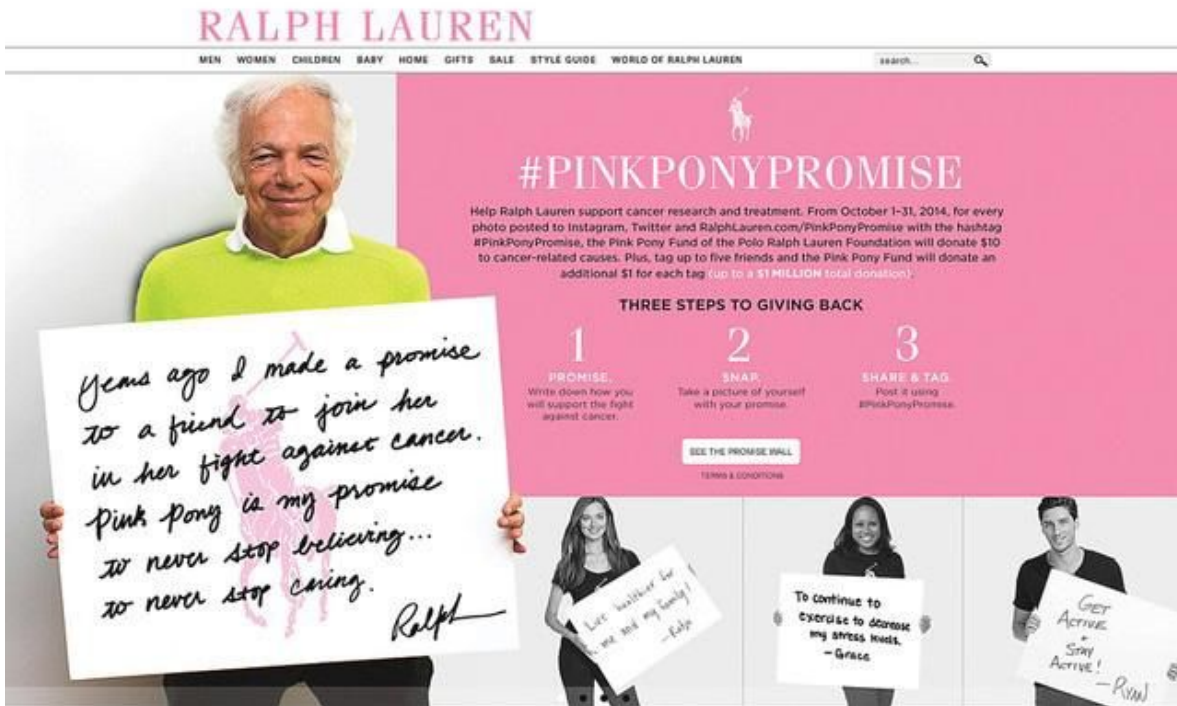 RALPH LAUREN
MEN WOMEN CHILDREN BABY HOME GIFTS SALE STYLE GUIDE WORLD OF RALPH LAUREN
search...
#PINKPONYPROMISE
Help Ralph Lauren support cancer research and treatment. From October 1-31, 2014, for every
photo posted to Instagram, Twitter and RalphLauren.com/PinkPonyPromise with the hashtag
#PinkPonyPromise, the Pink Pony Fund of the Polo Ralph Lauren Foundation will donate $10
to cancer-related causes. Plus, tag up to five friends and the Pink Pony Fund will donate an
additional $1 for each tag (up to a $1 MILLION total donation).
THREE STEPS TO GIVING BACK
1
PROMISE.
Write down how you
will support the fight
against cancer.
2
SNAP.
Take a picture of yourself
with your promise.
3
SHARE & TAG.
Post it using
#PinkPonyPromise.
SEE THE PROMISE WALL
TERMS & CONDITIONS
Years ago I made a promise
to a friend to join her
in her fight against cancer.
Pink Pony is my promise
to never stop believing...
to never stop caring.
Ralph
Live healthier for
me and my family!
To continue to
exercise to decrease
my stress levels.
- Grace
GET
ACTIVE
+
STAY
ACTIVE!
- RYAN